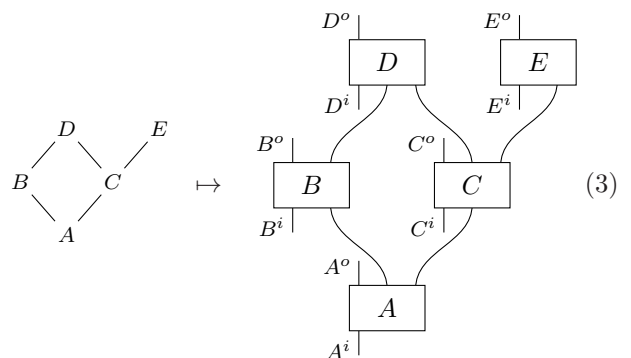 D E
B C
A
↦
D^o E^o
D E
D^i E^i
B^o C^o
B C
B^i C^i
A^o
A
A^i
(3)